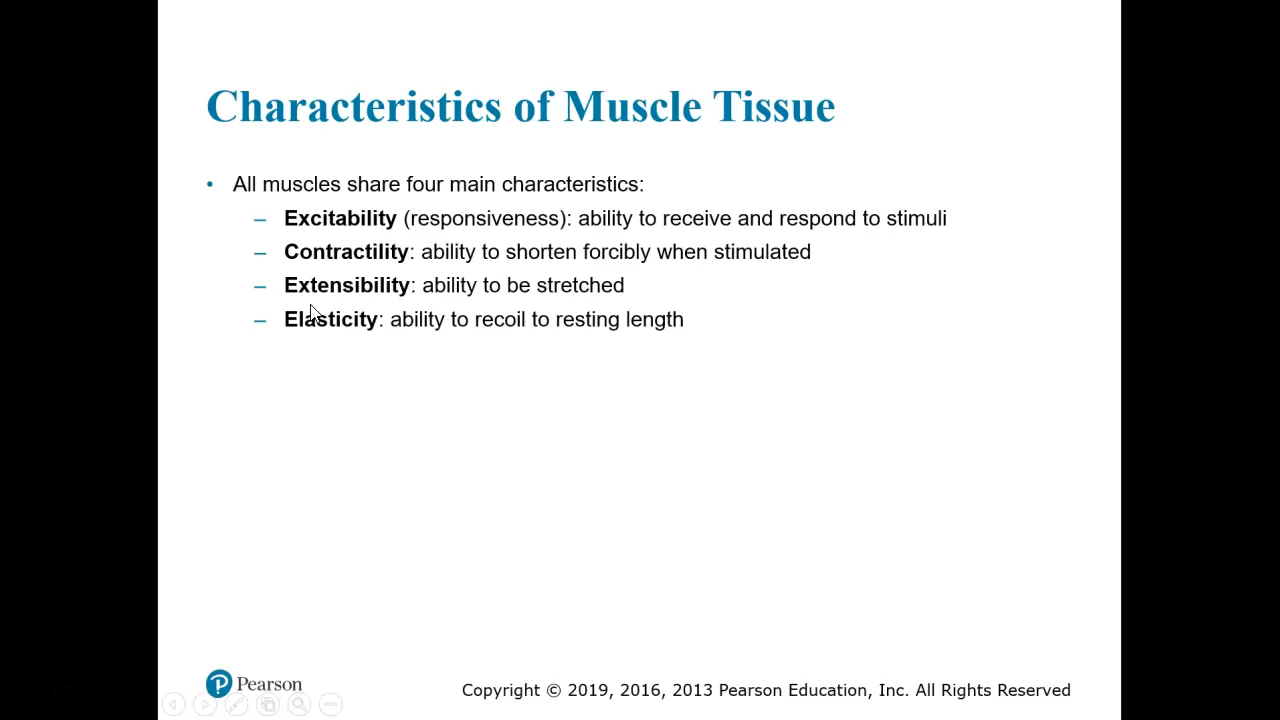 Characteristics of Muscle Tissue
• All muscles share four main characteristics:
– Excitability (responsiveness): ability to receive and respond to stimuli
– Contractility: ability to shorten forcibly when stimulated
– Extensibility: ability to be stretched
– Elasticity: ability to recoil to resting length
P Pearson
Copyright © 2019, 2016, 2013 Pearson Education, Inc. All Rights Reserved